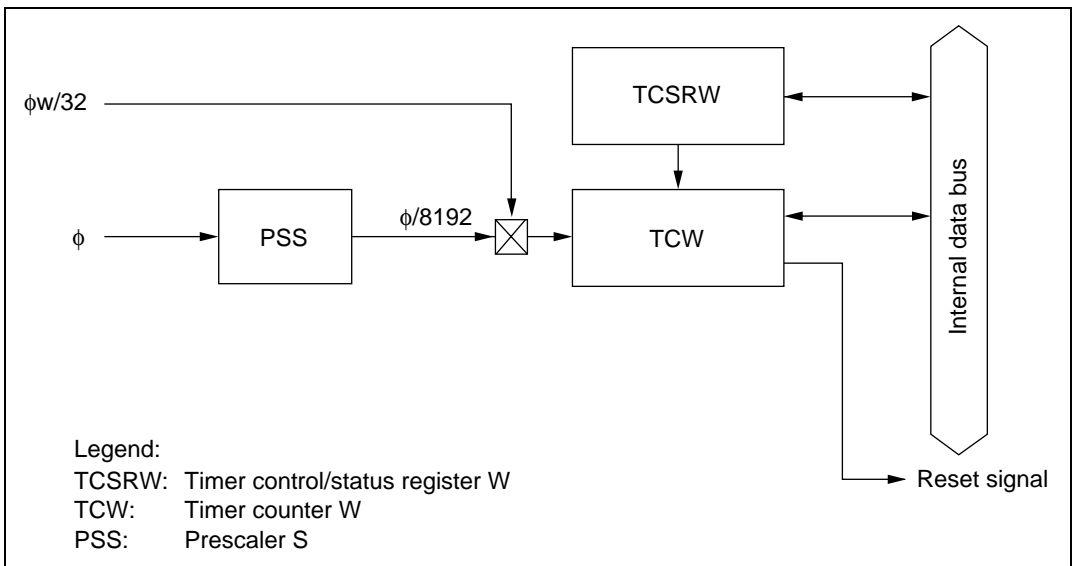 φw/32
TCSRW
φ
PSS
φ/8192
TCW
Internal data bus
Reset signal
Legend:
TCSRW: Timer control/status register W
TCW: Timer counter W
PSS: Prescaler S